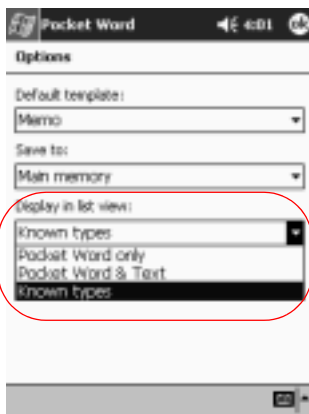 Pocket Word 4:01 ok
Options
Default template:
Memo
Save to:
Main memory
Display in list view:
Known types
Pocket Word only
Pocket Word & Text
Known types